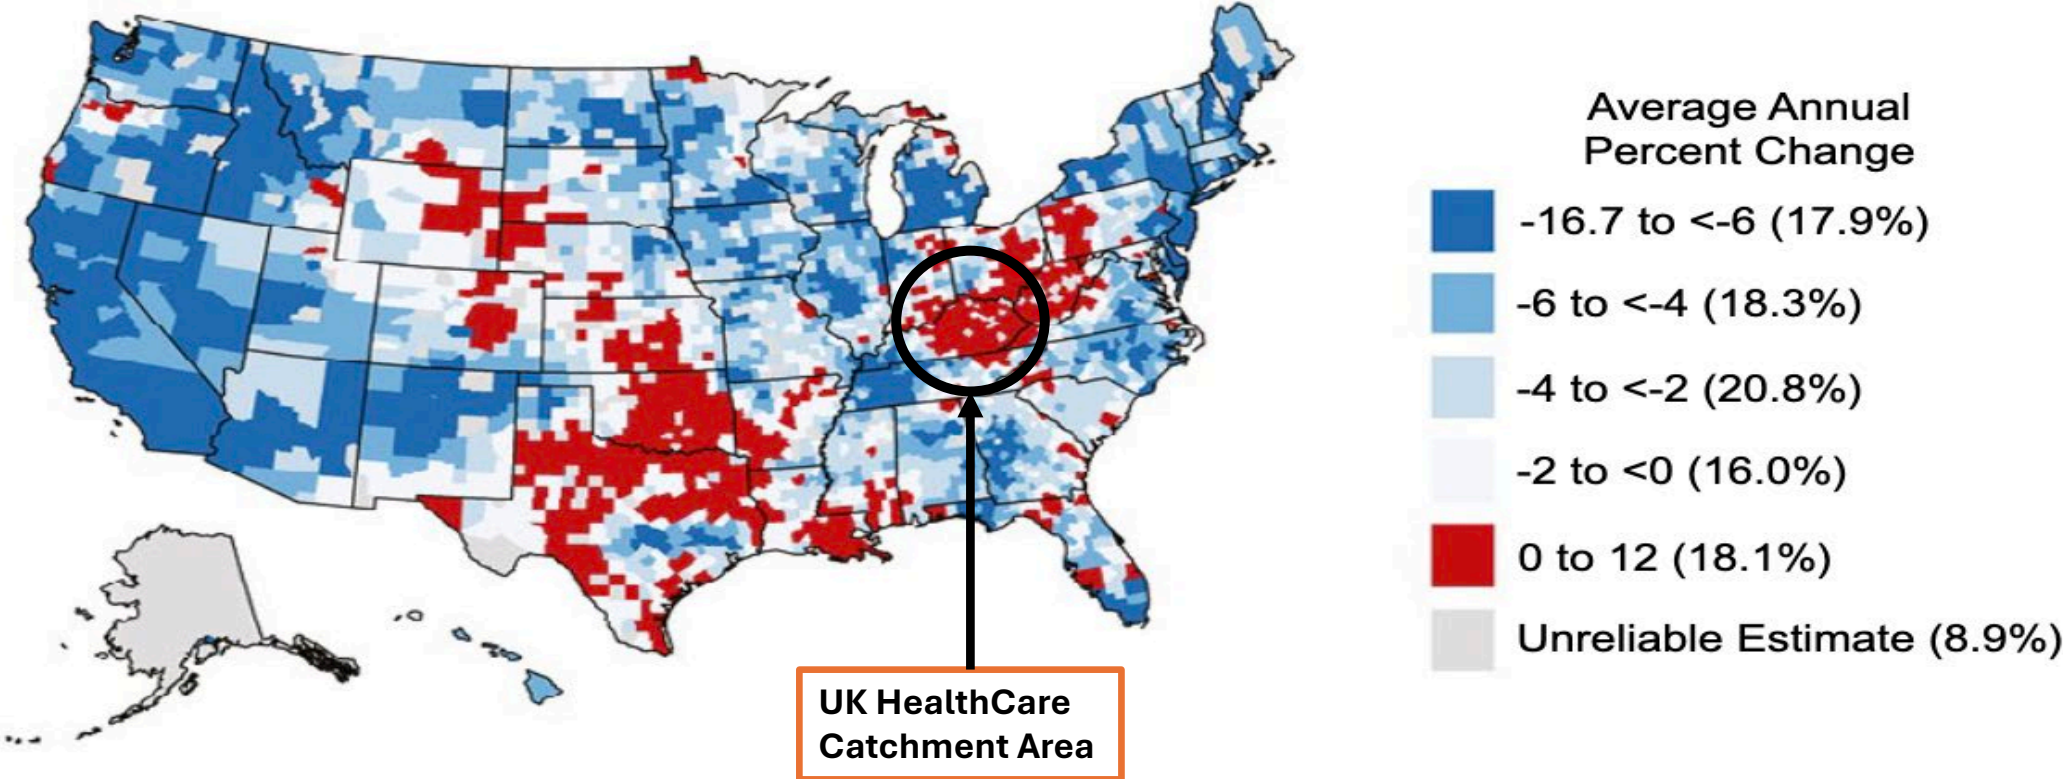 Average Annual
Percent Change
-16.7 to <-6 (17.9%)
-6 to <-4 (18.3%)
-4 to <-2 (20.8%)
-2 to <0 (16.0%)
0 to 12 (18.1%)
Unreliable Estimate (8.9%)
UK HealthCare
Catchment Area